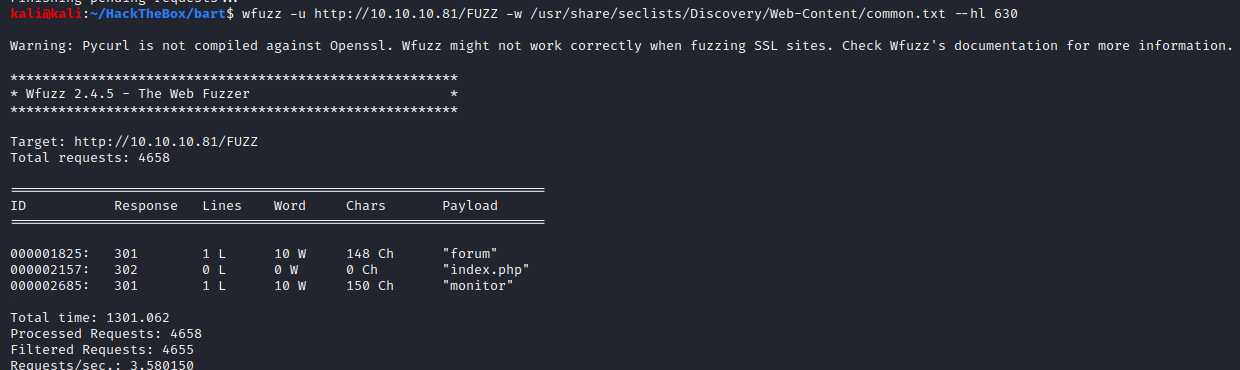 Finishing pending requests...
kali@kali:~/HackTheBox/bart$ wfuzz -u http://10.10.10.81/FUZZ -w /usr/share/seclists/Discovery/Web-Content/common.txt --hl 630
Warning: Pycurl is not compiled against Openssl. Wfuzz might not work correctly when fuzzing SSL sites. Check Wfuzz's documentation for more information.
********************************************************
* Wfuzz 2.4.5 - The Web Fuzzer                         *
********************************************************
Target: http://10.10.10.81/FUZZ
Total requests: 4658
===================================================================
ID           Response   Lines    Word     Chars       Payload
===================================================================
000001825:   301        1 L      10 W     148 Ch      "forum"
000002157:   302        0 L      0 W      0 Ch        "index.php"
000002685:   301        1 L      10 W     150 Ch      "monitor"
Total time: 1301.062
Processed Requests: 4658
Filtered Requests: 4655
Requests/sec.: 3.580150